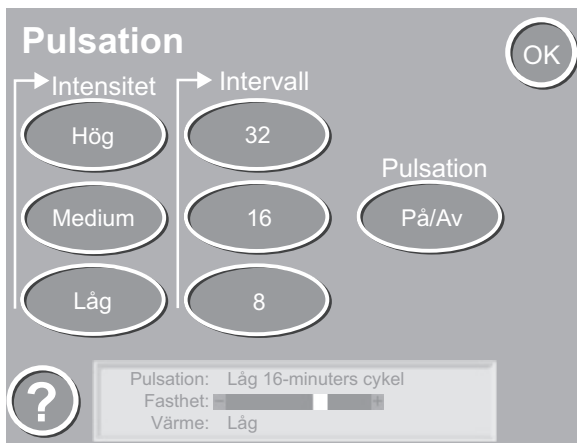 Pulsation
OK
Intensitet
Intervall
Hög
32
Pulsation
Medium
16
På/Av
Låg
8
?
Pulsation: Låg 16-minuters cykel
Fasthet: - +
Värme: Låg